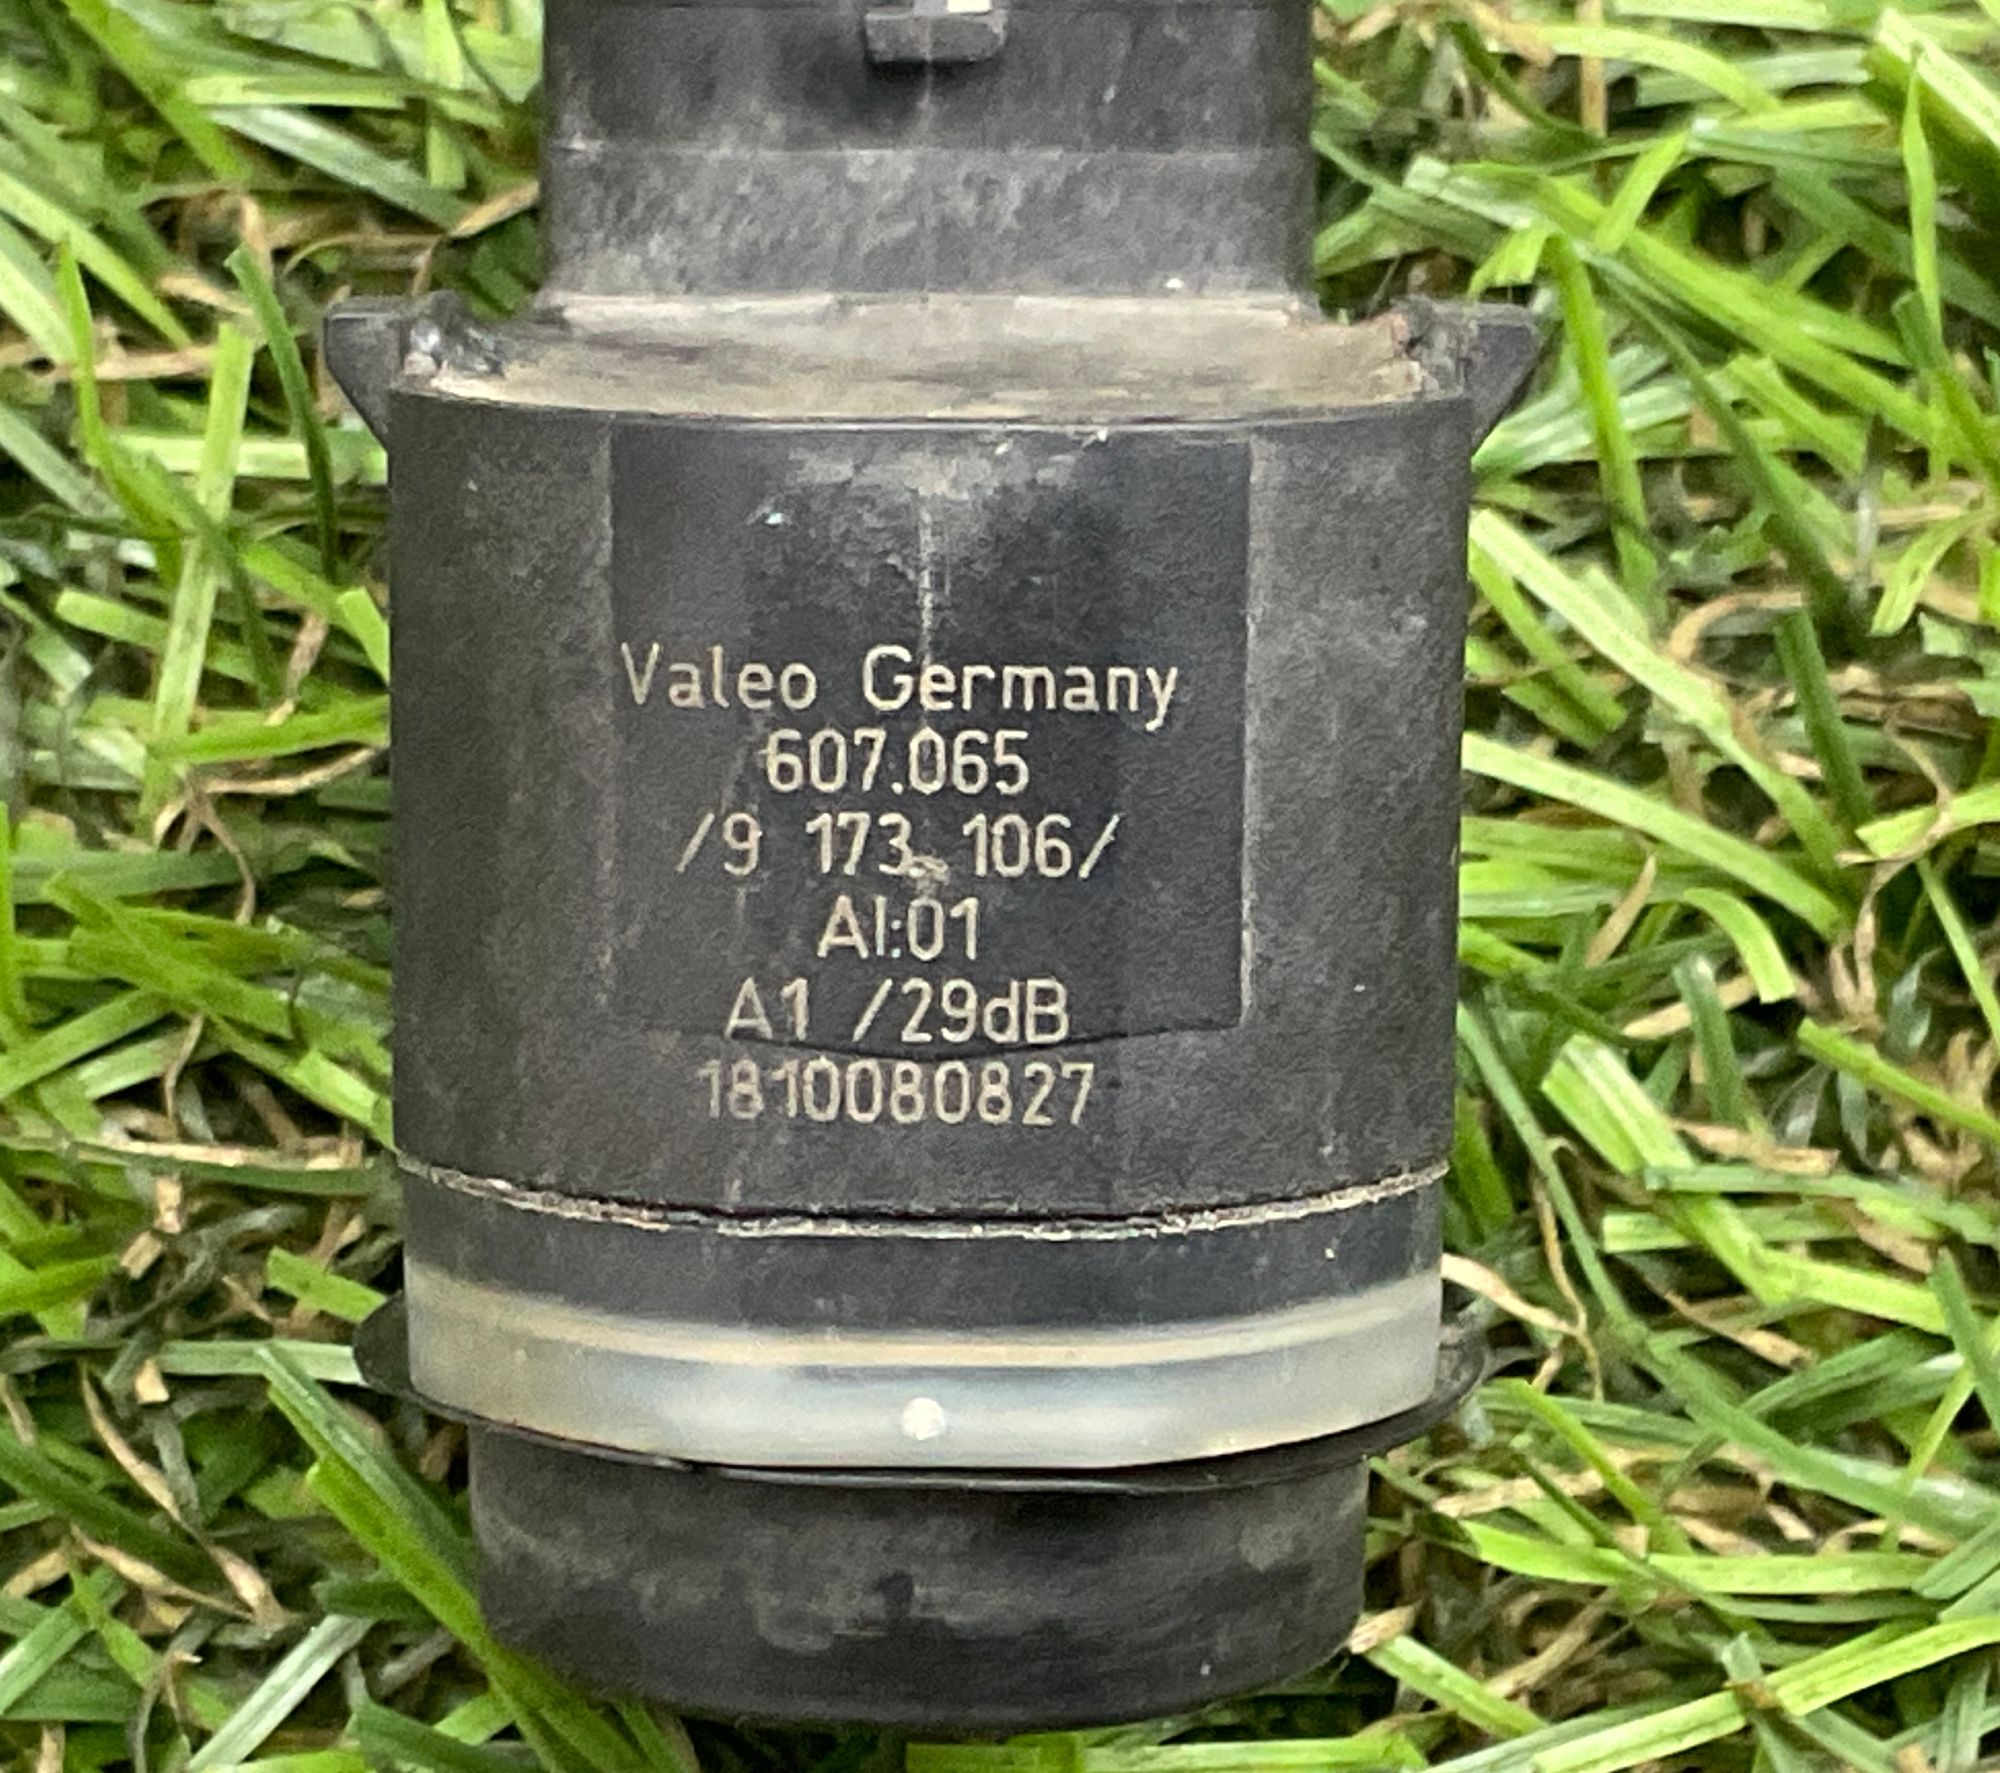 Valeo Germany
607.065
/9 173 106/
AI:01
A1 /29dB
1810080827